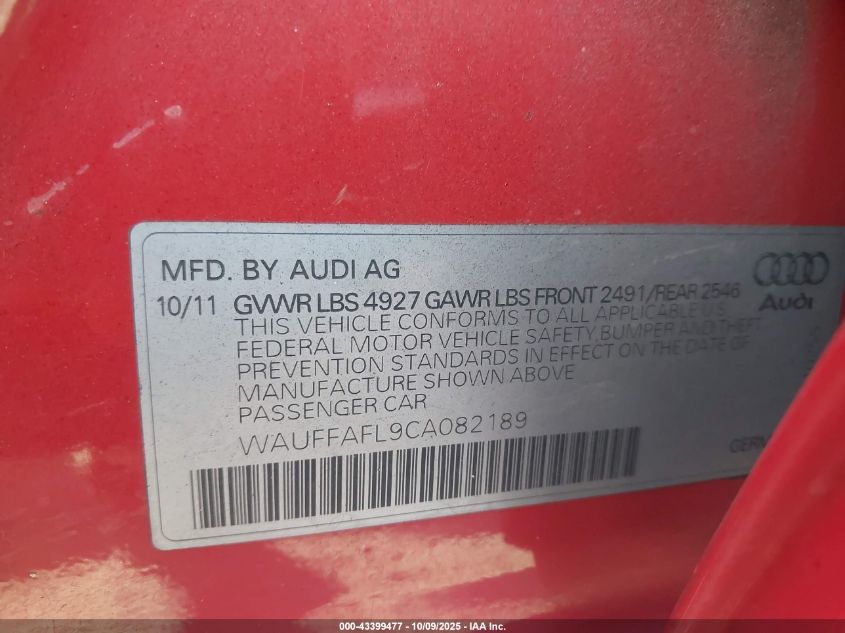 MFD. BY AUDI AG
10/11 GVWR LBS 4927 GAWR LBS FRONT 2491/REAR 2546
THIS VEHICLE CONFORMS TO ALL APPLICABLE U.S.
FEDERAL MOTOR VEHICLE SAFETY, BUMPER AND THEFT
PREVENTION STANDARDS IN EFFECT ON THE DATE OF
MANUFACTURE SHOWN ABOVE
PASSENGER CAR
WAUFFAFL9CA082189
Audi
GERM
000-43399477 - 10/09/2025 - IAA Inc.